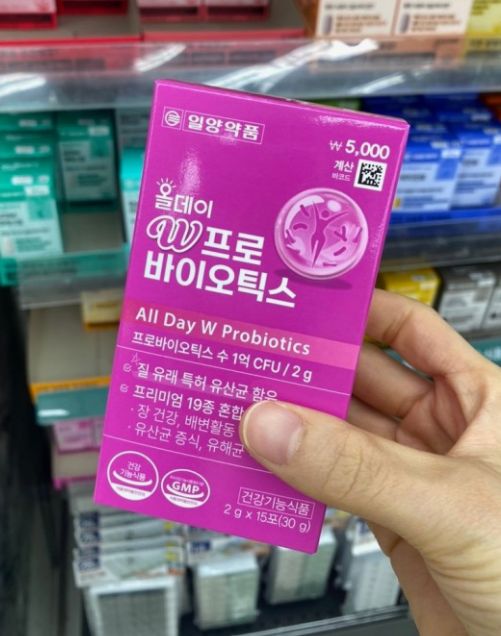 일양약품
₩ 5,000
계산
바코드
올데이
W프로
바이오틱스
All Day W Probiotics
프로바이오틱스 수 1억 CFU / 2 g
질 유래 특허 유산균 함유
프리미엄 19종 혼합
· 장 건강, 배변활동
· 유산균 증식, 유해균
건강
기능식품
GMP
건강기능식품
2 g × 15포(30 g)